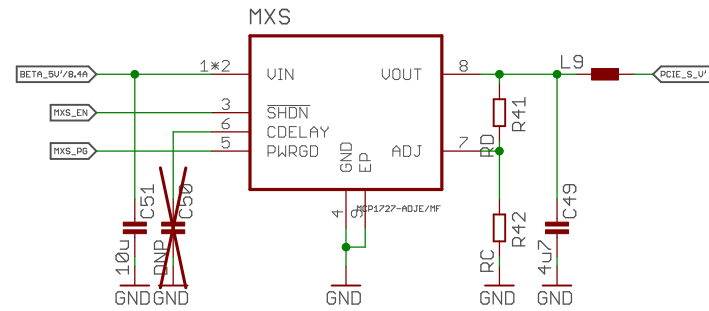 MXS
BETA_5V'/8.4A
1*2
VIN
VOUT
8
L9
PCIE_S_V'
MXS_EN
3
SHDN
6
CDELAY
MXS_PG
5
PWRGD
GND
EP
ADJ
7
RD
R41
4
9
MCP1727-ADJE/MF
C51
10u
C50
DNP
RC
R42
C49
4u7
GND
GND
GND
GND
GND